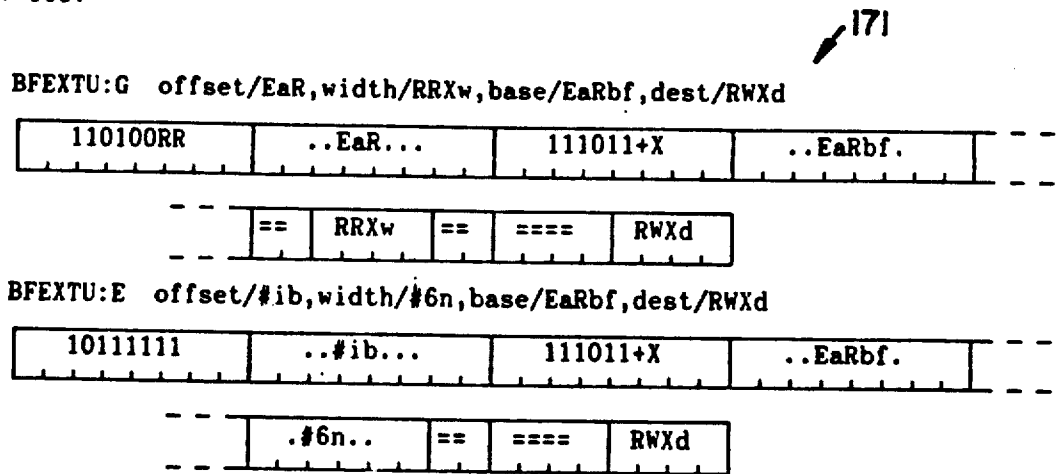 171
BFEXTU:G offset/EaR,width/RRXw,base/EaRbf,dest/RWXd
110100RR ..EaR... 111011+X ..EaRbf.
== RRXw == ==== RWXd
BFEXTU:E offset/#ib,width/#6n,base/EaRbf,dest/RWXd
10111111 ..#ib... 111011+X ..EaRbf.
.#6n.. == ==== RWXd